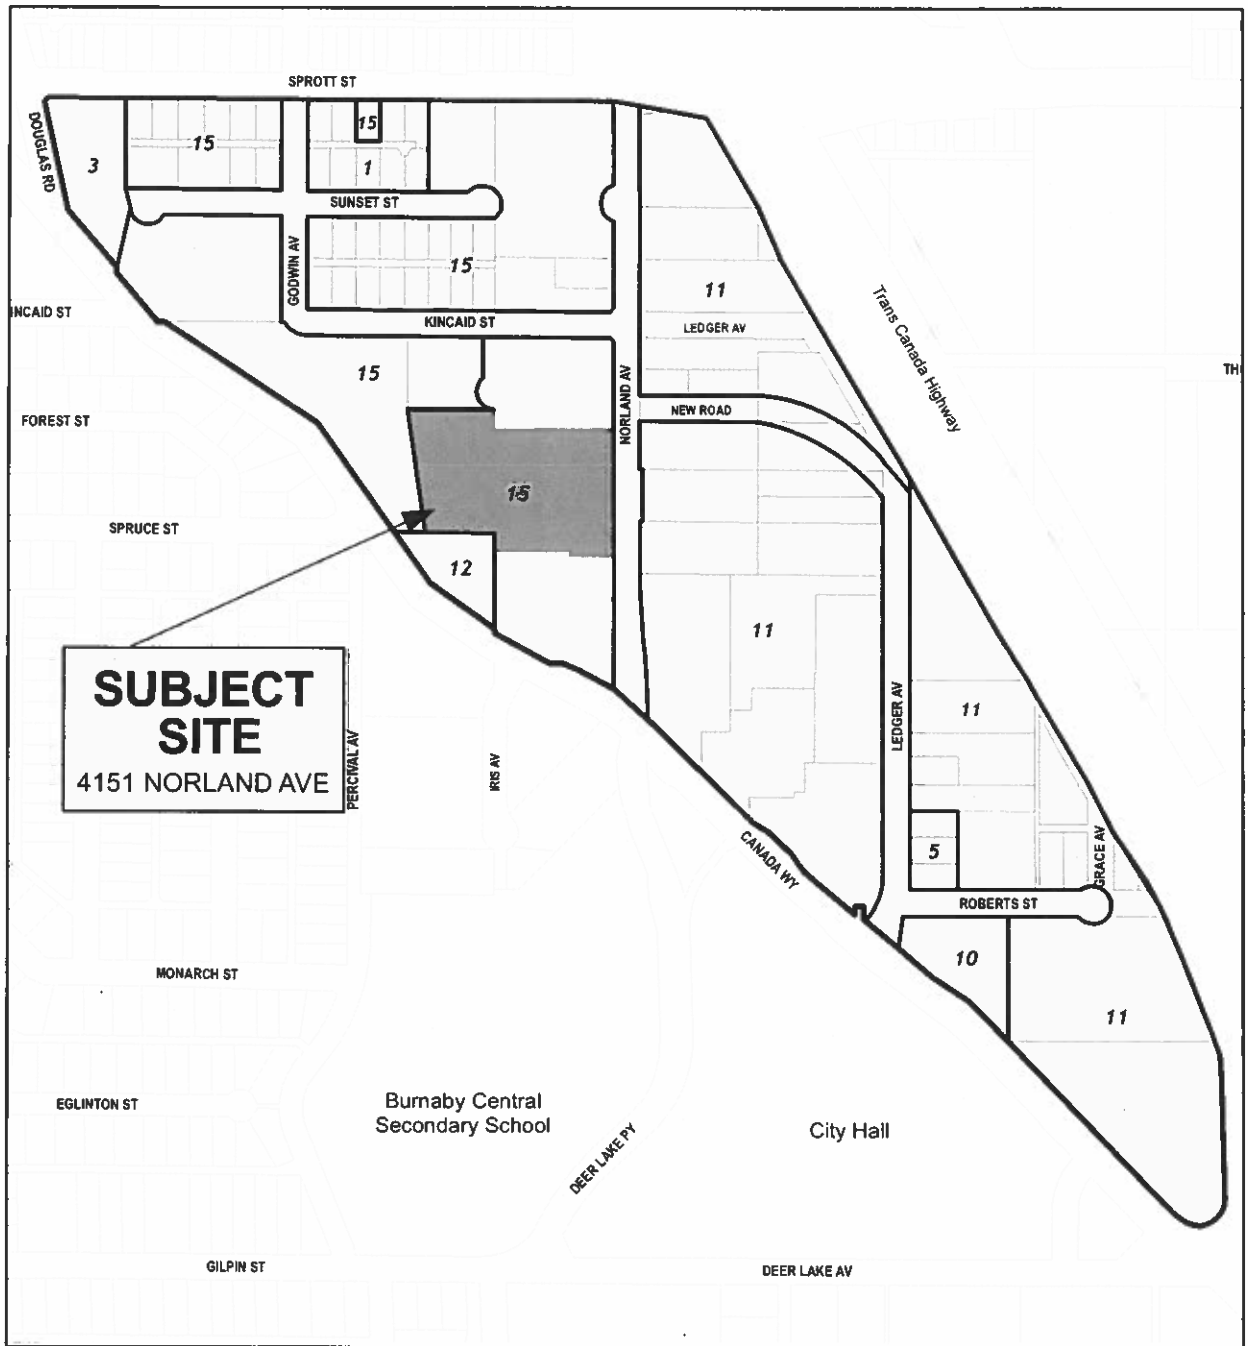 SPROTT ST
DOUGLAS RD
3
15
15
1
SUNSET ST
GODWIN AV
15
11
Trans Canada Highway
INCAID ST
KINCAID ST
LEDGER AV
NORLAND AV
15
TH
FOREST ST
NEW ROAD
15
SPRUCE ST
12
11
SUBJECT
SITE
4151 NORLAND AVE
PERCIVAL AV
IRIS AV
LEDGER AV
11
CANADA WY
5
GRACE AV
ROBERTS ST
10
MONARCH ST
11
EGLINTON ST
Burnaby Central
Secondary School
City Hall
DEER LAKE PY
GILPIN ST
DEER LAKE AV